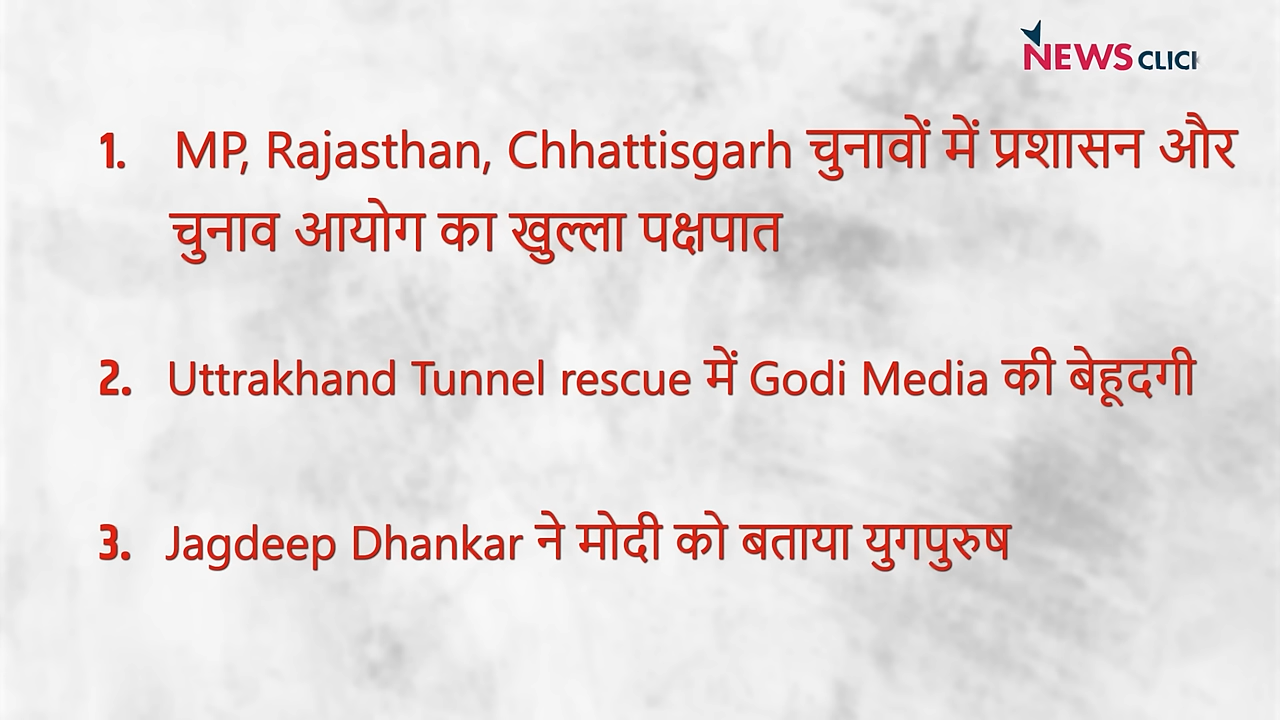 NEWS CLICK
1. MP, Rajasthan, Chhattisgarh चुनावों में प्रशासन और
चुनाव आयोग का खुल्ला पक्षपात
2. Uttrakhand Tunnel rescue में Godi Media की बेहूदगी
3. Jagdeep Dhankar ने मोदी को बताया युगपुरुष